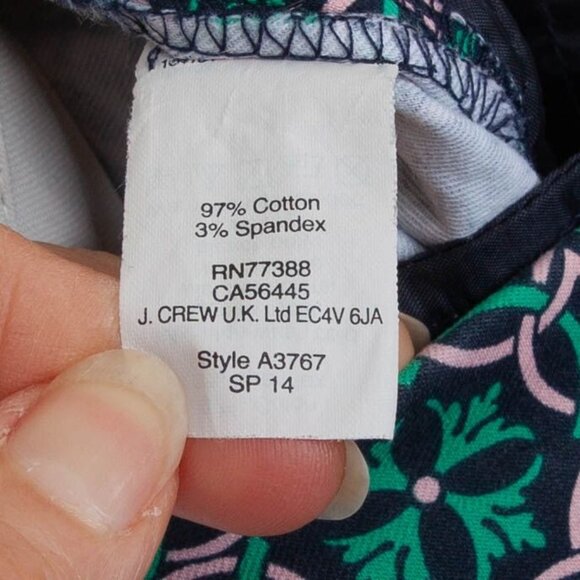 97% Cotton
3% Spandex
RN77388
CA56445
J. CREW U.K. Ltd EC4V 6JA
Style A3767
SP 14